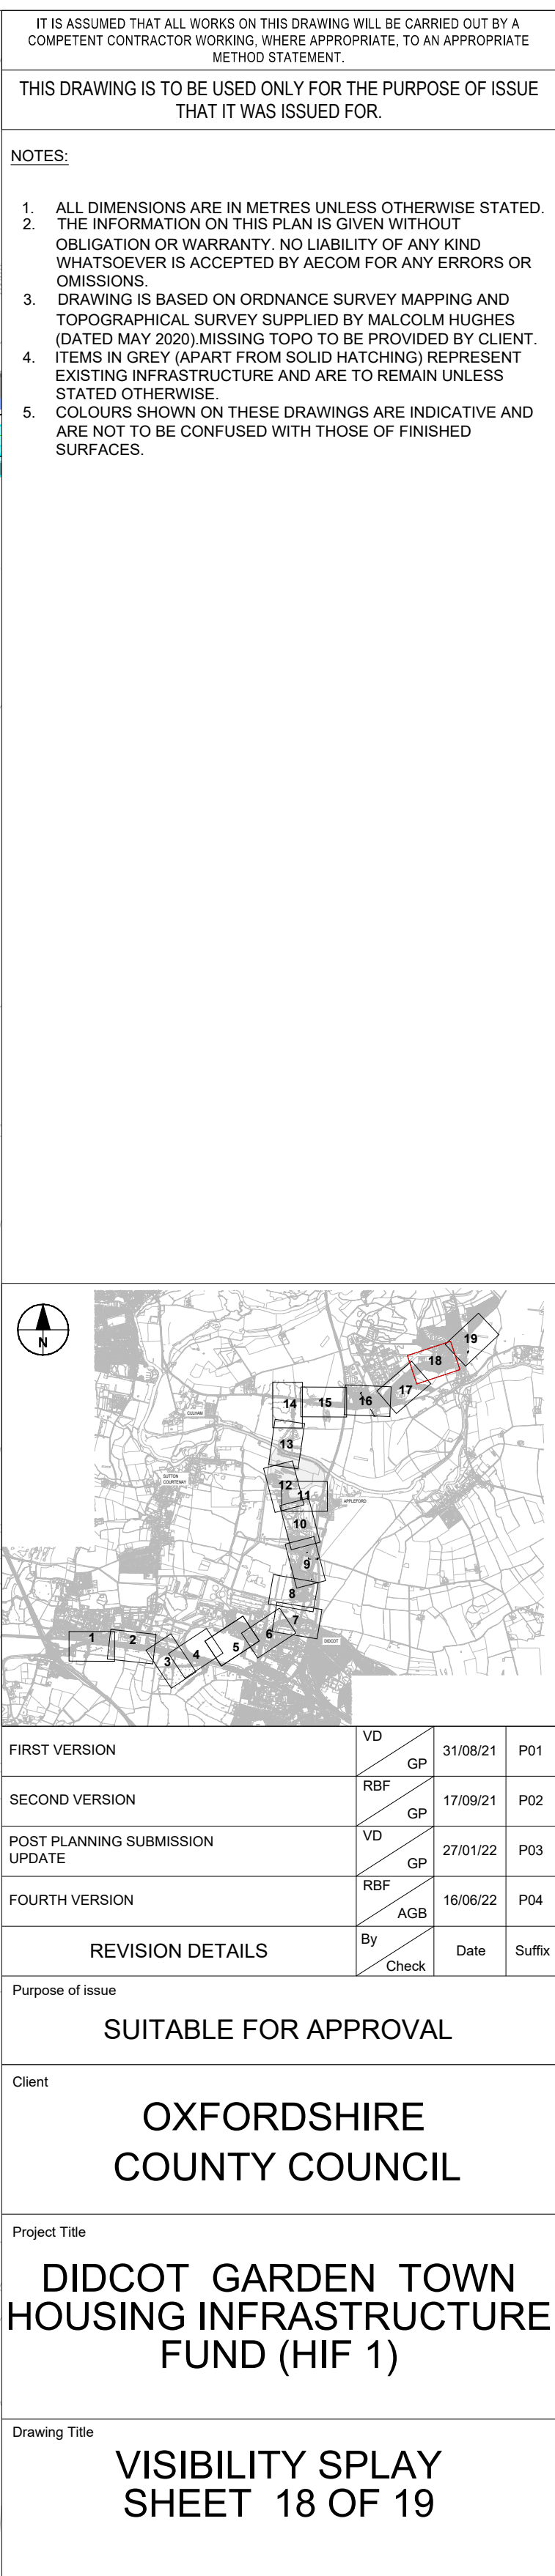 IT IS ASSUMED THAT ALL WORKS ON THIS DRAWING WILL BE CARRIED OUT BY A
COMPETENT CONTRACTOR WORKING, WHERE APPROPRIATE, TO AN APPROPRIATE
METHOD STATEMENT.
THIS DRAWING IS TO BE USED ONLY FOR THE PURPOSE OF ISSUE
THAT IT WAS ISSUED FOR.
NOTES:
1. ALL DIMENSIONS ARE IN METRES UNLESS OTHERWISE STATED.
2. THE INFORMATION ON THIS PLAN IS GIVEN WITHOUT
OBLIGATION OR WARRANTY. NO LIABILITY OF ANY KIND
WHATSOEVER IS ACCEPTED BY AECOM FOR ANY ERRORS OR
OMISSIONS.
3. DRAWING IS BASED ON ORDNANCE SURVEY MAPPING AND
TOPOGRAPHICAL SURVEY SUPPLIED BY MALCOLM HUGHES
(DATED MAY 2020).MISSING TOPO TO BE PROVIDED BY CLIENT.
4. ITEMS IN GREY (APART FROM SOLID HATCHING) REPRESENT
EXISTING INFRASTRUCTURE AND ARE TO REMAIN UNLESS
STATED OTHERWISE.
5. COLOURS SHOWN ON THESE DRAWINGS ARE INDICATIVE AND
ARE NOT TO BE CONFUSED WITH THOSE OF FINISHED
SURFACES.
N
19
18
17
16
15
14
CULHAM
13
SUTTON
COURTENAY
12
11
APPLEFORD
10
9
8
7
6
5
4
3
2
1
DIDCOT
FIRST VERSION VD GP 31/08/21 P01
SECOND VERSION RBF GP 17/09/21 P02
POST PLANNING SUBMISSION
UPDATE VD GP 27/01/22 P03
FOURTH VERSION RBF AGB 16/06/22 P04
REVISION DETAILS By Check Date Suffix
Purpose of issue
SUITABLE FOR APPROVAL
Client
OXFORDSHIRE
COUNTY COUNCIL
Project Title
DIDCOT GARDEN TOWN
HOUSING INFRASTRUCTURE
FUND (HIF 1)
Drawing Title
VISIBILITY SPLAY
SHEET 18 OF 19